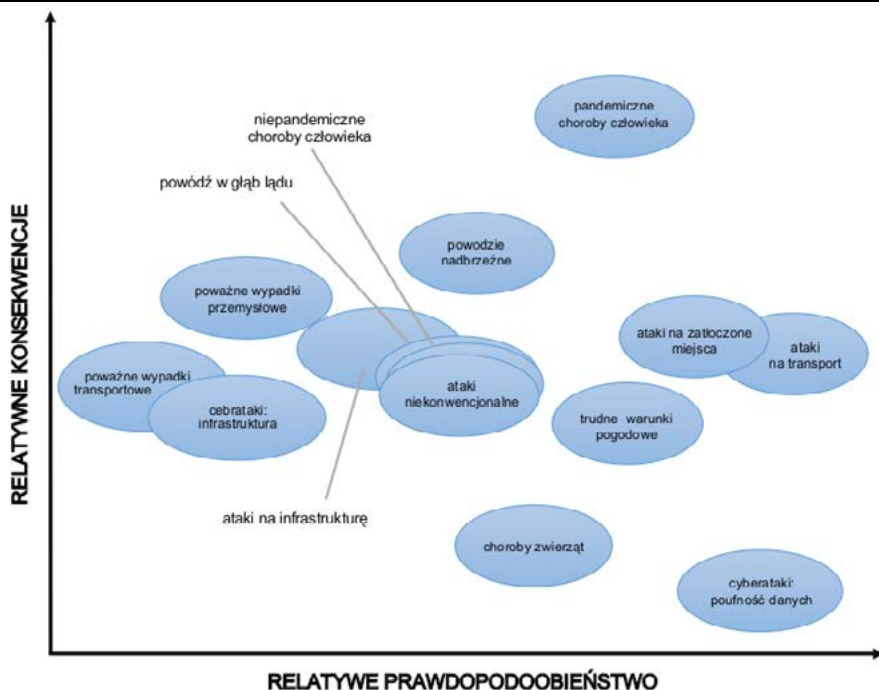 pandemiczne
choroby człowieka
niepandemiczne
choroby człowieka
powódź w głąb lądu
powodzie
nadbrzeżne
poważne wypadki
przemysłowe
ataki na zatłoczone
miejsca
ataki
na transport
poważne wypadki
transportowe
ataki
niekonwencjonalne
cebrataki:
infrastruktura
trudne warunki
pogodowe
ataki na infrastrukturę
choroby zwierząt
cyberataki:
poufność danych
RELATYWNE KONSEKWENCJE
RELATYWE PRAWDOPODOOBIEŃSTWO